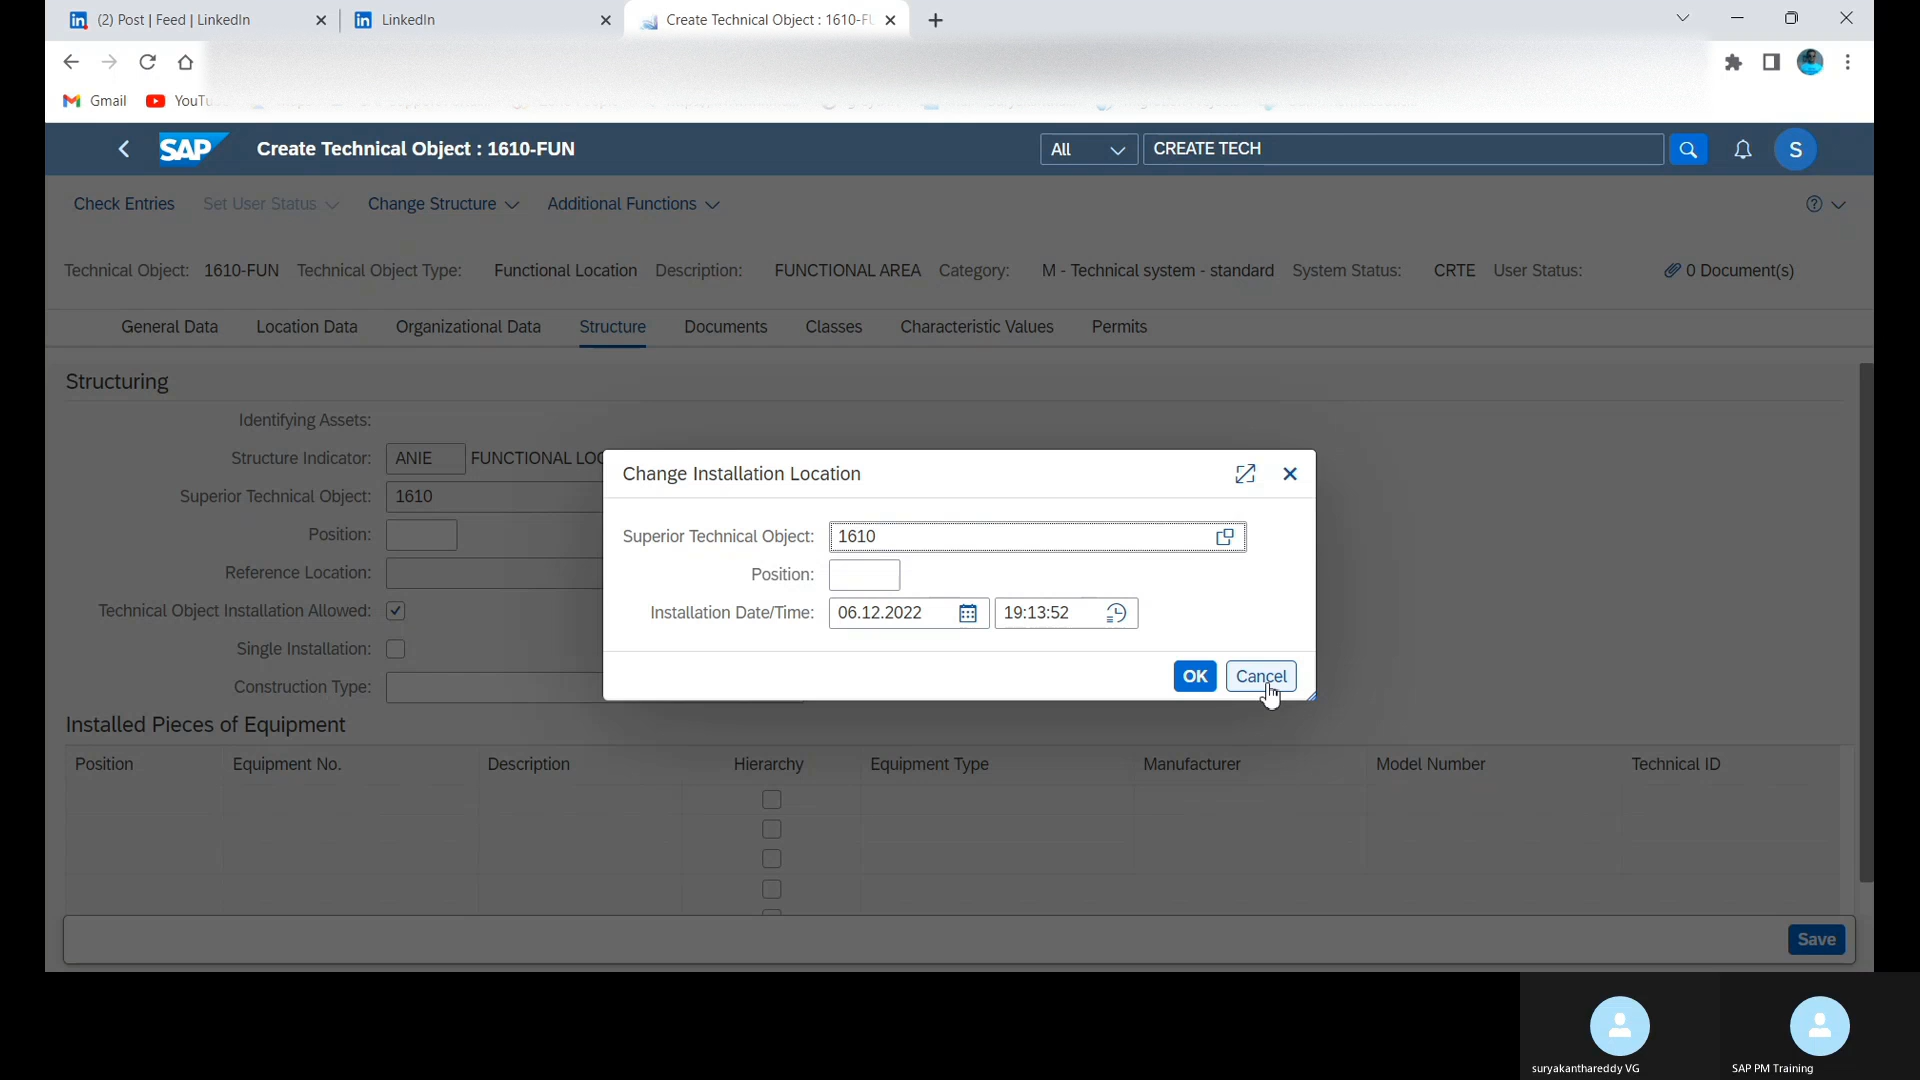 (2) Post | Feed | LinkedIn
LinkedIn
Create Technical Object : 1610-FU
Gmail
YouTu
SAP
Create Technical Object : 1610-FUN
All
CREATE TECH
S
Check Entries
Set User Status
Change Structure
Additional Functions
Technical Object: 1610-FUN Technical Object Type: Functional Location Description: FUNCTIONAL AREA Category: M - Technical system - standard System Status: CRTE User Status: 0 Document(s)
General Data
Location Data
Organizational Data
Structure
Documents
Classes
Characteristic Values
Permits
Structuring
Identifying Assets:
Structure Indicator: ANIE FUNCTIONAL LOC
Superior Technical Object: 1610
Position:
Reference Location:
Technical Object Installation Allowed:
Single Installation:
Construction Type:
Change Installation Location
Superior Technical Object: 1610
Position:
Installation Date/Time: 06.12.2022 19:13:52
OK
Cancel
Installed Pieces of Equipment
Position
Equipment No.
Description
Hierarchy
Equipment Type
Manufacturer
Model Number
Technical ID
Save
suryakanthareddy VG
SAP PM Training